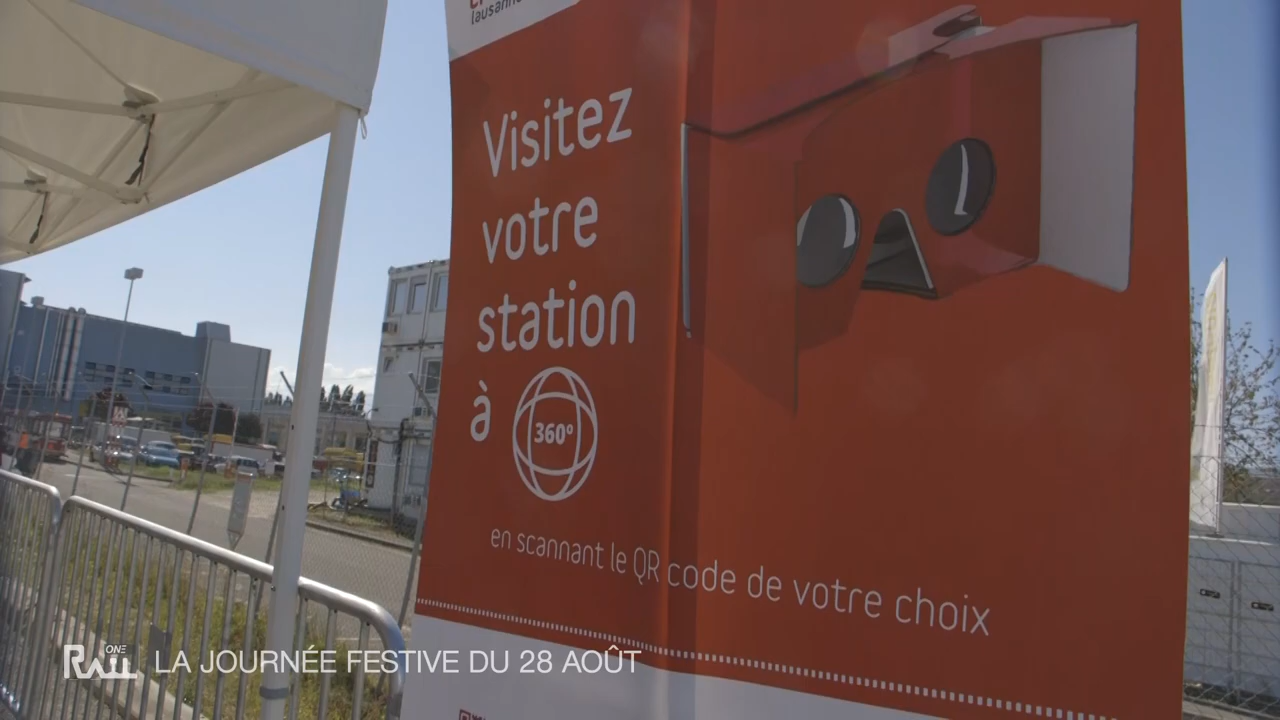 lausanne
Visitez
votre
station
à
360°
en scannant le QR code de votre choix
ONE
RAIL LA JOURNÉE FESTIVE DU 28 AOÛT